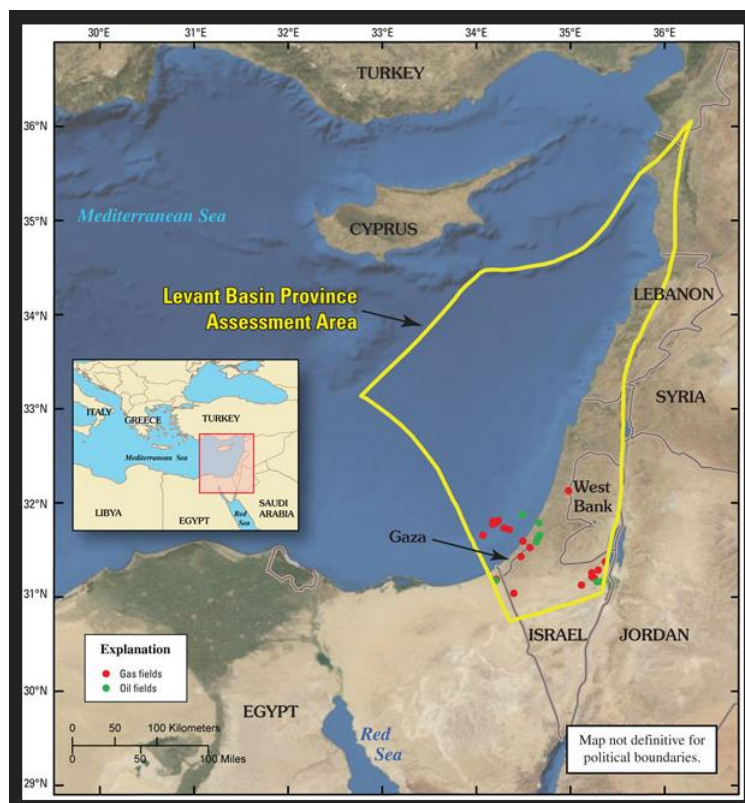 30°E
31°E
32°E
33°E
34°E
35°E
36°E
TURKEY
36°N
35°N
Mediterranean Sea
CYPRUS
34°N
Levant Basin Province
Assessment Area
LEBANON
33°N
SYRIA
ITALY
GREECE
TURKEY
Mediterranean Sea
LIBYA
EGYPT
Red
Sea
SAUDI
ARABIA
32°N
West
Bank
Gaza
31°N
ISRAEL
JORDAN
Explanation
Gas fields
Oil fields
30°N
EGYPT
0 50 100 Kilometers
0 50 100 Miles
Red
Sea
Map not definitive for
political boundaries.
29°N